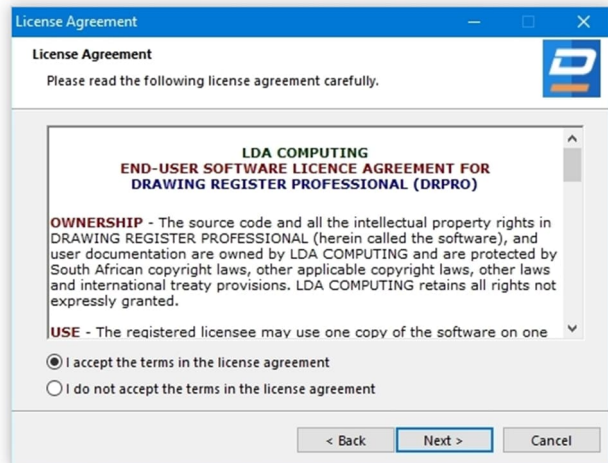 License Agreement
License Agreement
Please read the following license agreement carefully.
LDA COMPUTING
END-USER SOFTWARE LICENCE AGREEMENT FOR
DRAWING REGISTER PROFESSIONAL (DRPRO)
OWNERSHIP - The source code and all the intellectual property rights in
DRAWING REGISTER PROFESSIONAL (herein called the software), and
user documentation are owned by LDA COMPUTING and are protected by
South African copyright laws, other applicable copyright laws, other laws
and international treaty provisions. LDA COMPUTING retains all rights not
expressly granted.
USE - The registered licensee may use one copy of the software on one
I accept the terms in the license agreement
I do not accept the terms in the license agreement
< Back Next > Cancel